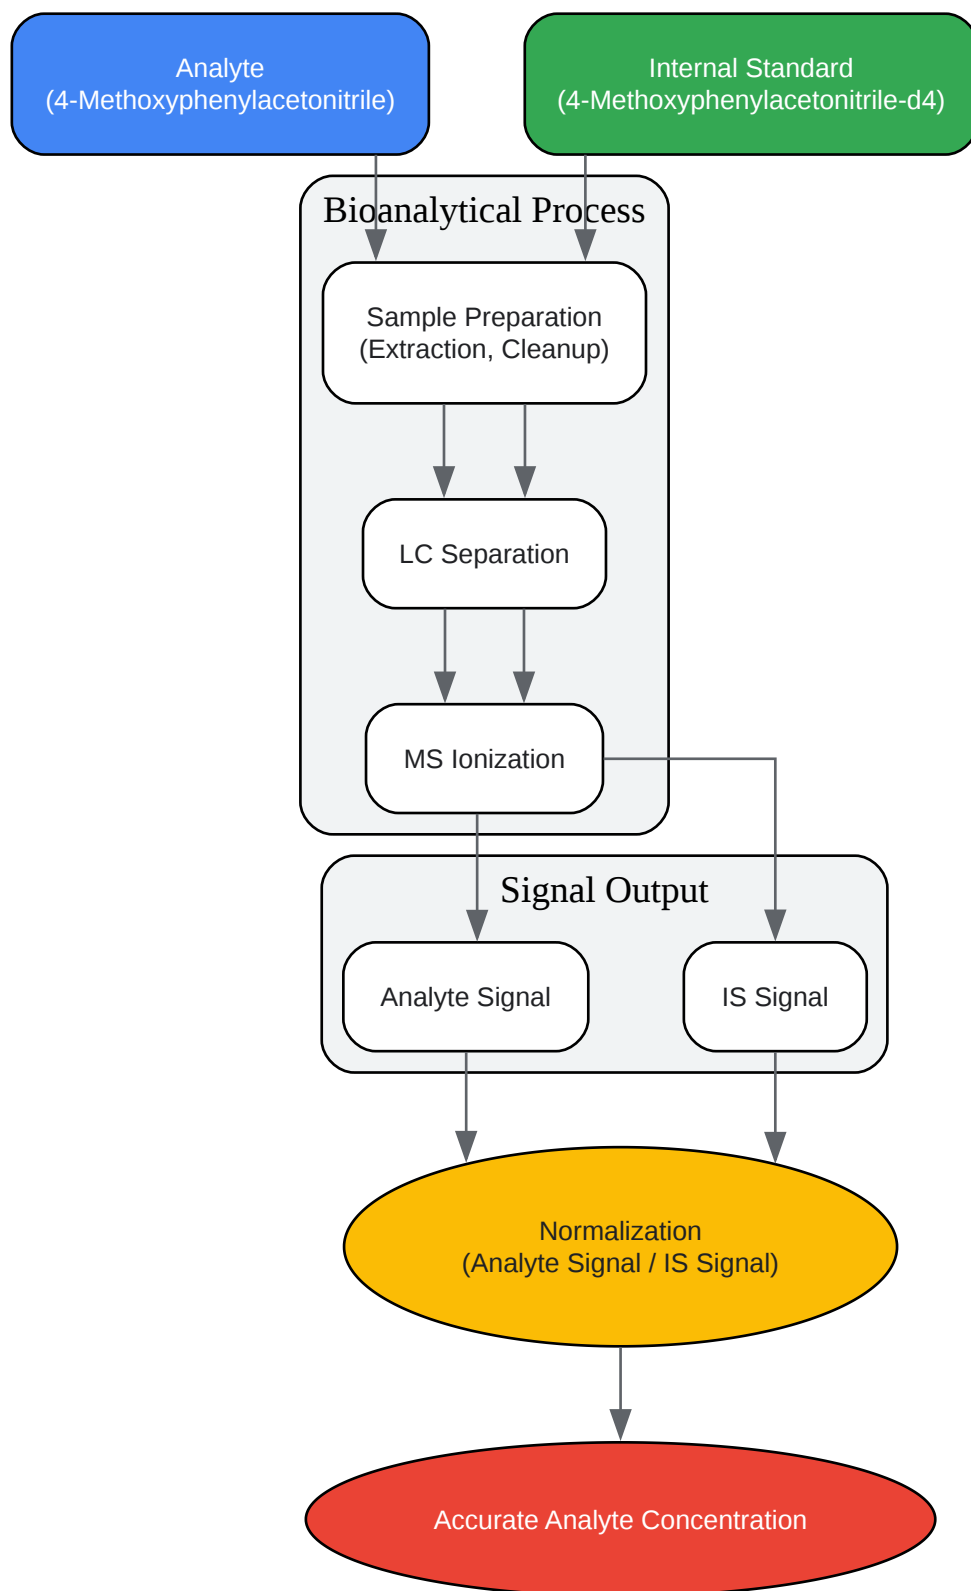 Analyte
(4-Methoxyphenylacetonitrile)
Internal Standard
(4-Methoxyphenylacetonitrile-d4)
Bioanalytical Process
Sample Preparation
(Extraction, Cleanup)
LC Separation
MS Ionization
Signal Output
Analyte Signal
IS Signal
Normalization
(Analyte Signal / IS Signal)
Accurate Analyte Concentration